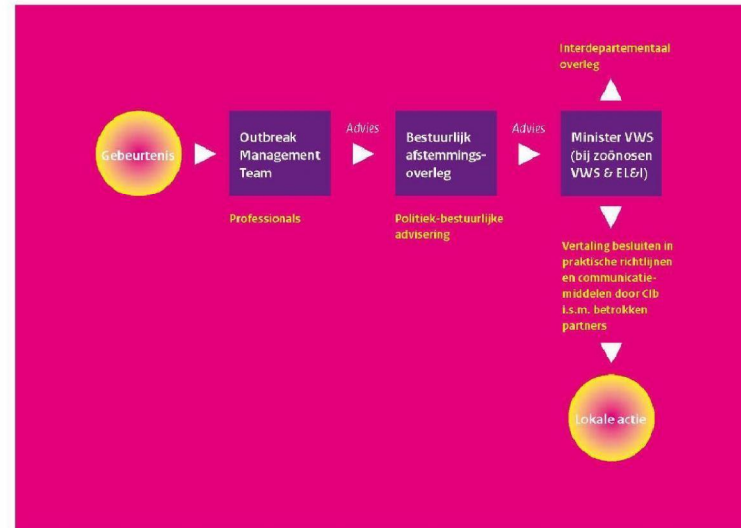 Interdepartementaal
overleg
Gebeurtenis
Outbreak
Management
Team
Advies
Bestuurlijk
afstemmings-
overleg
Advies
Minister VWS
(bij zoönosen
VWS & EL&I)
Professionals
Politiek-bestuurlijke
advisering
Vertaling besluiten in
praktische richtlijnen
en communicatie-
middelen door CIb
i.s.m. betrokken
partners
Lokale actie